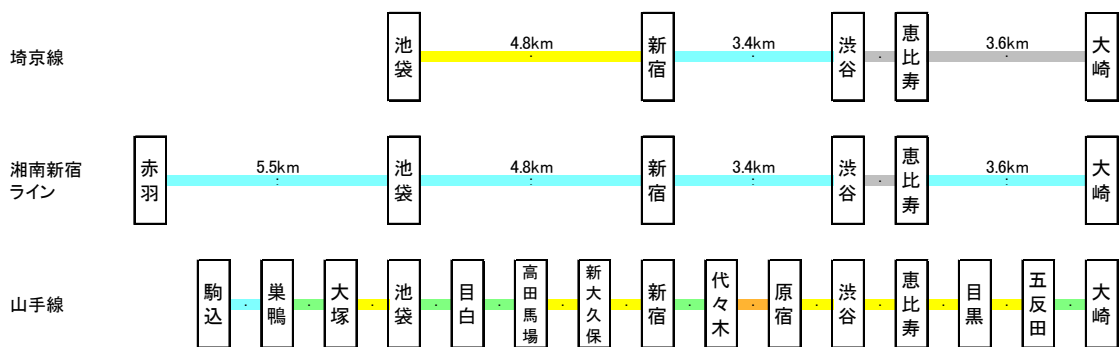 埼京線
池袋
4.8km
新宿
3.4km
渋谷
恵比寿
3.6km
大崎
湘南新宿
ライン
赤羽
5.5km
池袋
4.8km
新宿
3.4km
渋谷
恵比寿
3.6km
大崎
山手線
駒込
巣鴨
大塚
池袋
目白
高田馬場
新大久保
新宿
代々木
原宿
渋谷
恵比寿
目黒
五反田
大崎